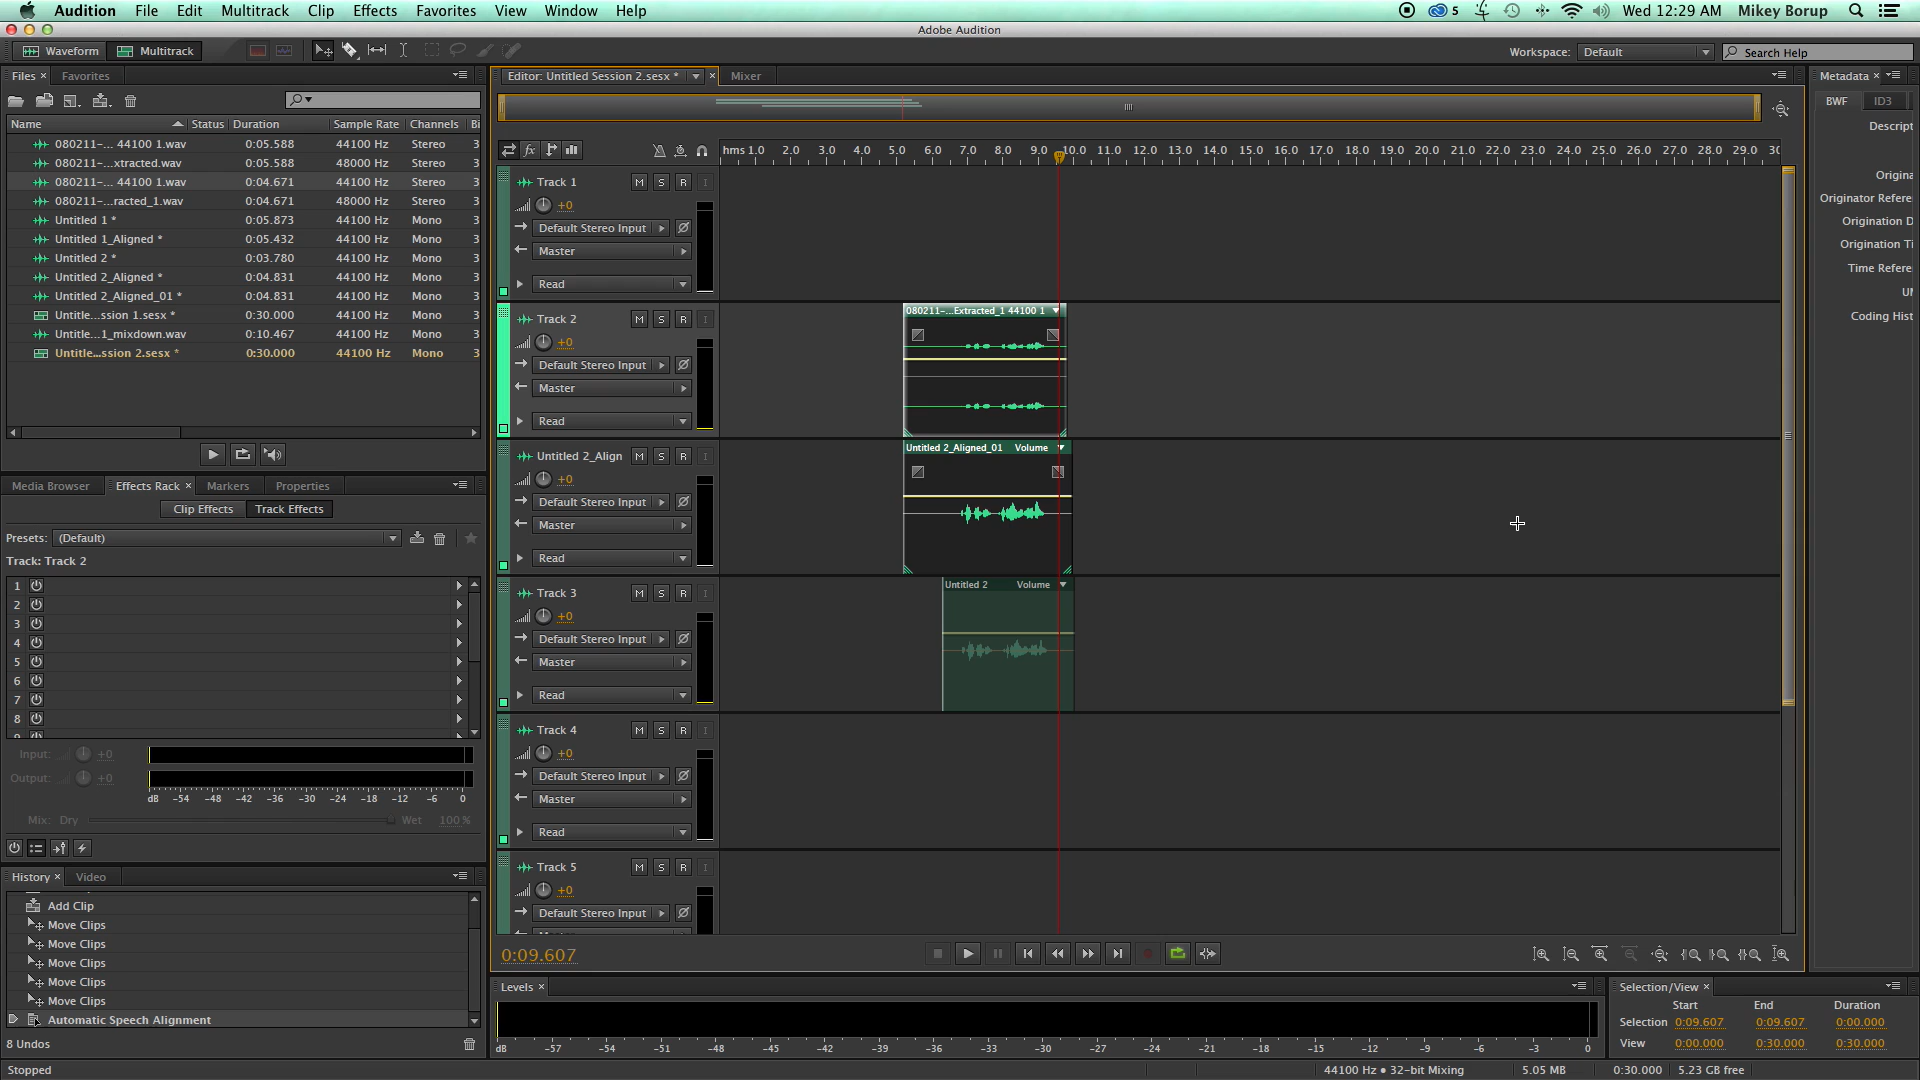 Audition File Edit Multitrack Clip Effects Favorites View Window Help
5 Wed 12:29 AM Mikey Borup
Adobe Audition
Waveform Multitrack
Workspace: Default Search Help
Files × Favorites
Name Status Duration Sample Rate Channels Bi
080211-... 44100 1.wav 0:05.588 44100 Hz Stereo 3
080211-...xtracted.wav 0:05.588 48000 Hz Stereo 3
080211-... 44100 1.wav 0:04.671 44100 Hz Stereo 3
080211-...racted_1.wav 0:04.671 48000 Hz Stereo 3
Untitled 1 * 0:05.873 44100 Hz Mono 3
Untitled 1_Aligned * 0:05.432 44100 Hz Mono 3
Untitled 2 * 0:03.780 44100 Hz Mono 3
Untitled 2_Aligned * 0:04.831 44100 Hz Mono 3
Untitled 2_Aligned_01 * 0:04.831 44100 Hz Mono 3
Untitle...ssion 1.sesx * 0:30.000 44100 Hz Mono 3
Untitle...1_mixdown.wav 0:10.467 44100 Hz Mono 3
Untitle...ssion 2.sesx * 0:30.000 44100 Hz Mono 3
Media Browser Effects Rack × Markers Properties
Clip Effects Track Effects
Presets: (Default)
Track: Track 2
1
2
3
4
5
6
7
8
Input: +0
Output: +0
dB -54 -48 -42 -36 -30 -24 -18 -12 -6 0
Mix: Dry Wet 100 %
History × Video
Add Clip
Move Clips
Move Clips
Move Clips
Move Clips
Move Clips
Automatic Speech Alignment
8 Undos
Stopped
Editor: Untitled Session 2.sesx * × Mixer
fx
hms 1.0 2.0 3.0 4.0 5.0 6.0 7.0 8.0 9.0 10.0 11.0 12.0 13.0 14.0 15.0 16.0 17.0 18.0 19.0 20.0 21.0 22.0 23.0 24.0 25.0 26.0 27.0 28.0 29.0 30
Track 1 M S R I
+0
Default Stereo Input
Master
Read
Track 2 M S R I
+0
Default Stereo Input
Master
Read
080211-...Extracted_1 44100 1
Untitled 2_Align M S R I
+0
Default Stereo Input
Master
Read
Untitled 2_Aligned_01 Volume
Track 3 M S R I
+0
Default Stereo Input
Master
Read
Untitled 2 Volume
Track 4 M S R I
+0
Default Stereo Input
Master
Read
Track 5 M S R I
+0
Default Stereo Input
0:09.607
Levels ×
dB -57 -54 -51 -48 -45 -42 -39 -36 -33 -30 -27 -24 -21 -18 -15 -12 -9 -6 -3 0
Metadata ×
BWF ID3
Descript
Origina
Originator Refere
Origination D
Origination Ti
Time Refere
UM
Coding Hist
Selection/View ×
Start End Duration
Selection 0:09.607 0:09.607 0:00.000
View 0:00.000 0:30.000 0:30.000
44100 Hz • 32-bit Mixing 5.05 MB 0:30.000 5.23 GB free